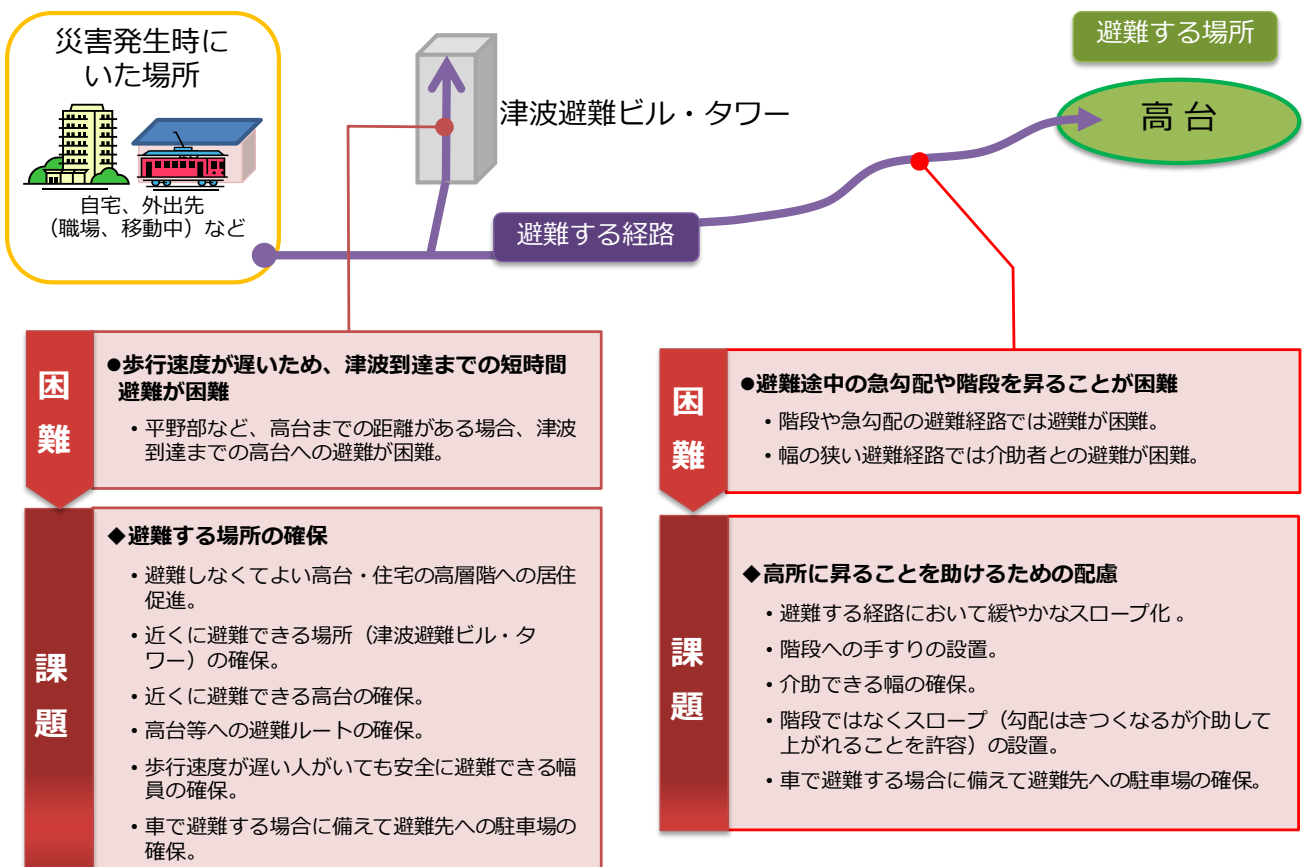 災害発生時に
いた場所
自宅、外出先
（職場、移動中）など
津波避難ビル・タワー
避難する場所
高 台
避難する経路
困
難
●歩行速度が遅いため、津波到達までの短時間
避難が困難
・平野部など、高台までの距離がある場合、津波
到達までの高台への避難が困難。
課
題
◆避難する場所の確保
・避難しなくてよい高台・住宅の高層階への居住
促進。
・近くに避難できる場所（津波避難ビル・タ
ワー）の確保。
・近くに避難できる高台の確保。
・高台等への避難ルートの確保。
・歩行速度が遅い人がいても安全に避難できる幅
員の確保。
・車で避難する場合に備えて避難先への駐車場の
確保。
困
難
●避難途中の急勾配や階段を昇ることが困難
・階段や急勾配の避難経路では避難が困難。
・幅の狭い避難経路では介助者との避難が困難。
課
題
◆高所に昇ることを助けるための配慮
・避難する経路において緩やかなスロープ化 。
・階段への手すりの設置。
・介助できる幅の確保。
・階段ではなくスロープ（勾配はきつくなるが介助して
上がれることを許容）の設置。
・車で避難する場合に備えて避難先への駐車場の確保。